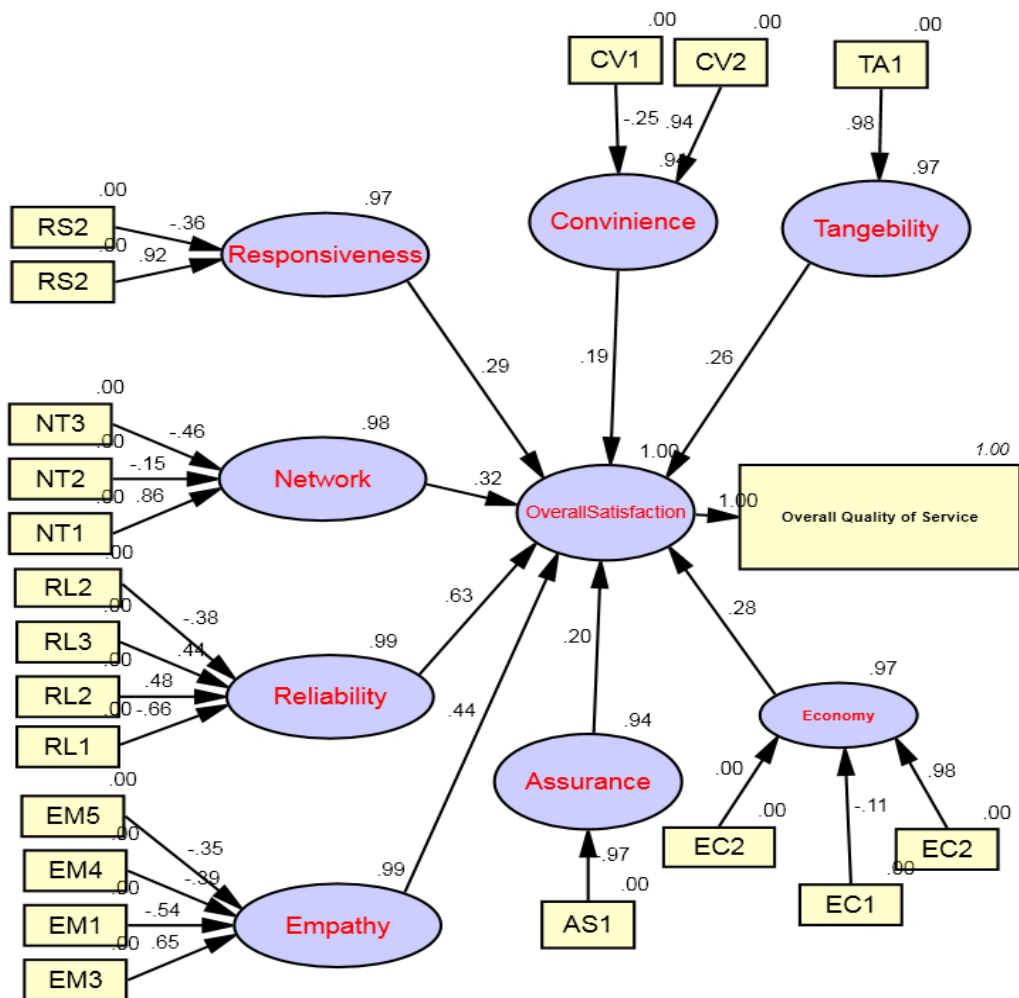 .00
.00
.00
CV1
CV2
TA1
-.25
.94
.98
.94
.97
Convinience
Tangebility
.00
.97
RS2
-.36
.00
.92
RS2
Responsiveness
.29
.19
.26
.00
NT3
-.46
.00
NT2
-.15
.00
.86
NT1
.98
Network
.32
1.00
OverallSatisfaction
1.00
1.00
Overall Quality of Service
.00
RL2
-.38
.00
RL3
.44
.00
RL2
.48
.00
-.66
RL1
.99
Reliability
.63
.20
.28
.44
.94
Assurance
.97
Economy
.00
.00
EC2
-.11
.00
EC1
.98
.00
EC2
-.97
.00
AS1
.00
EM5
-.35
.00
EM4
-.39
.00
EM1
-.54
.00
.65
EM3
.99
Empathy